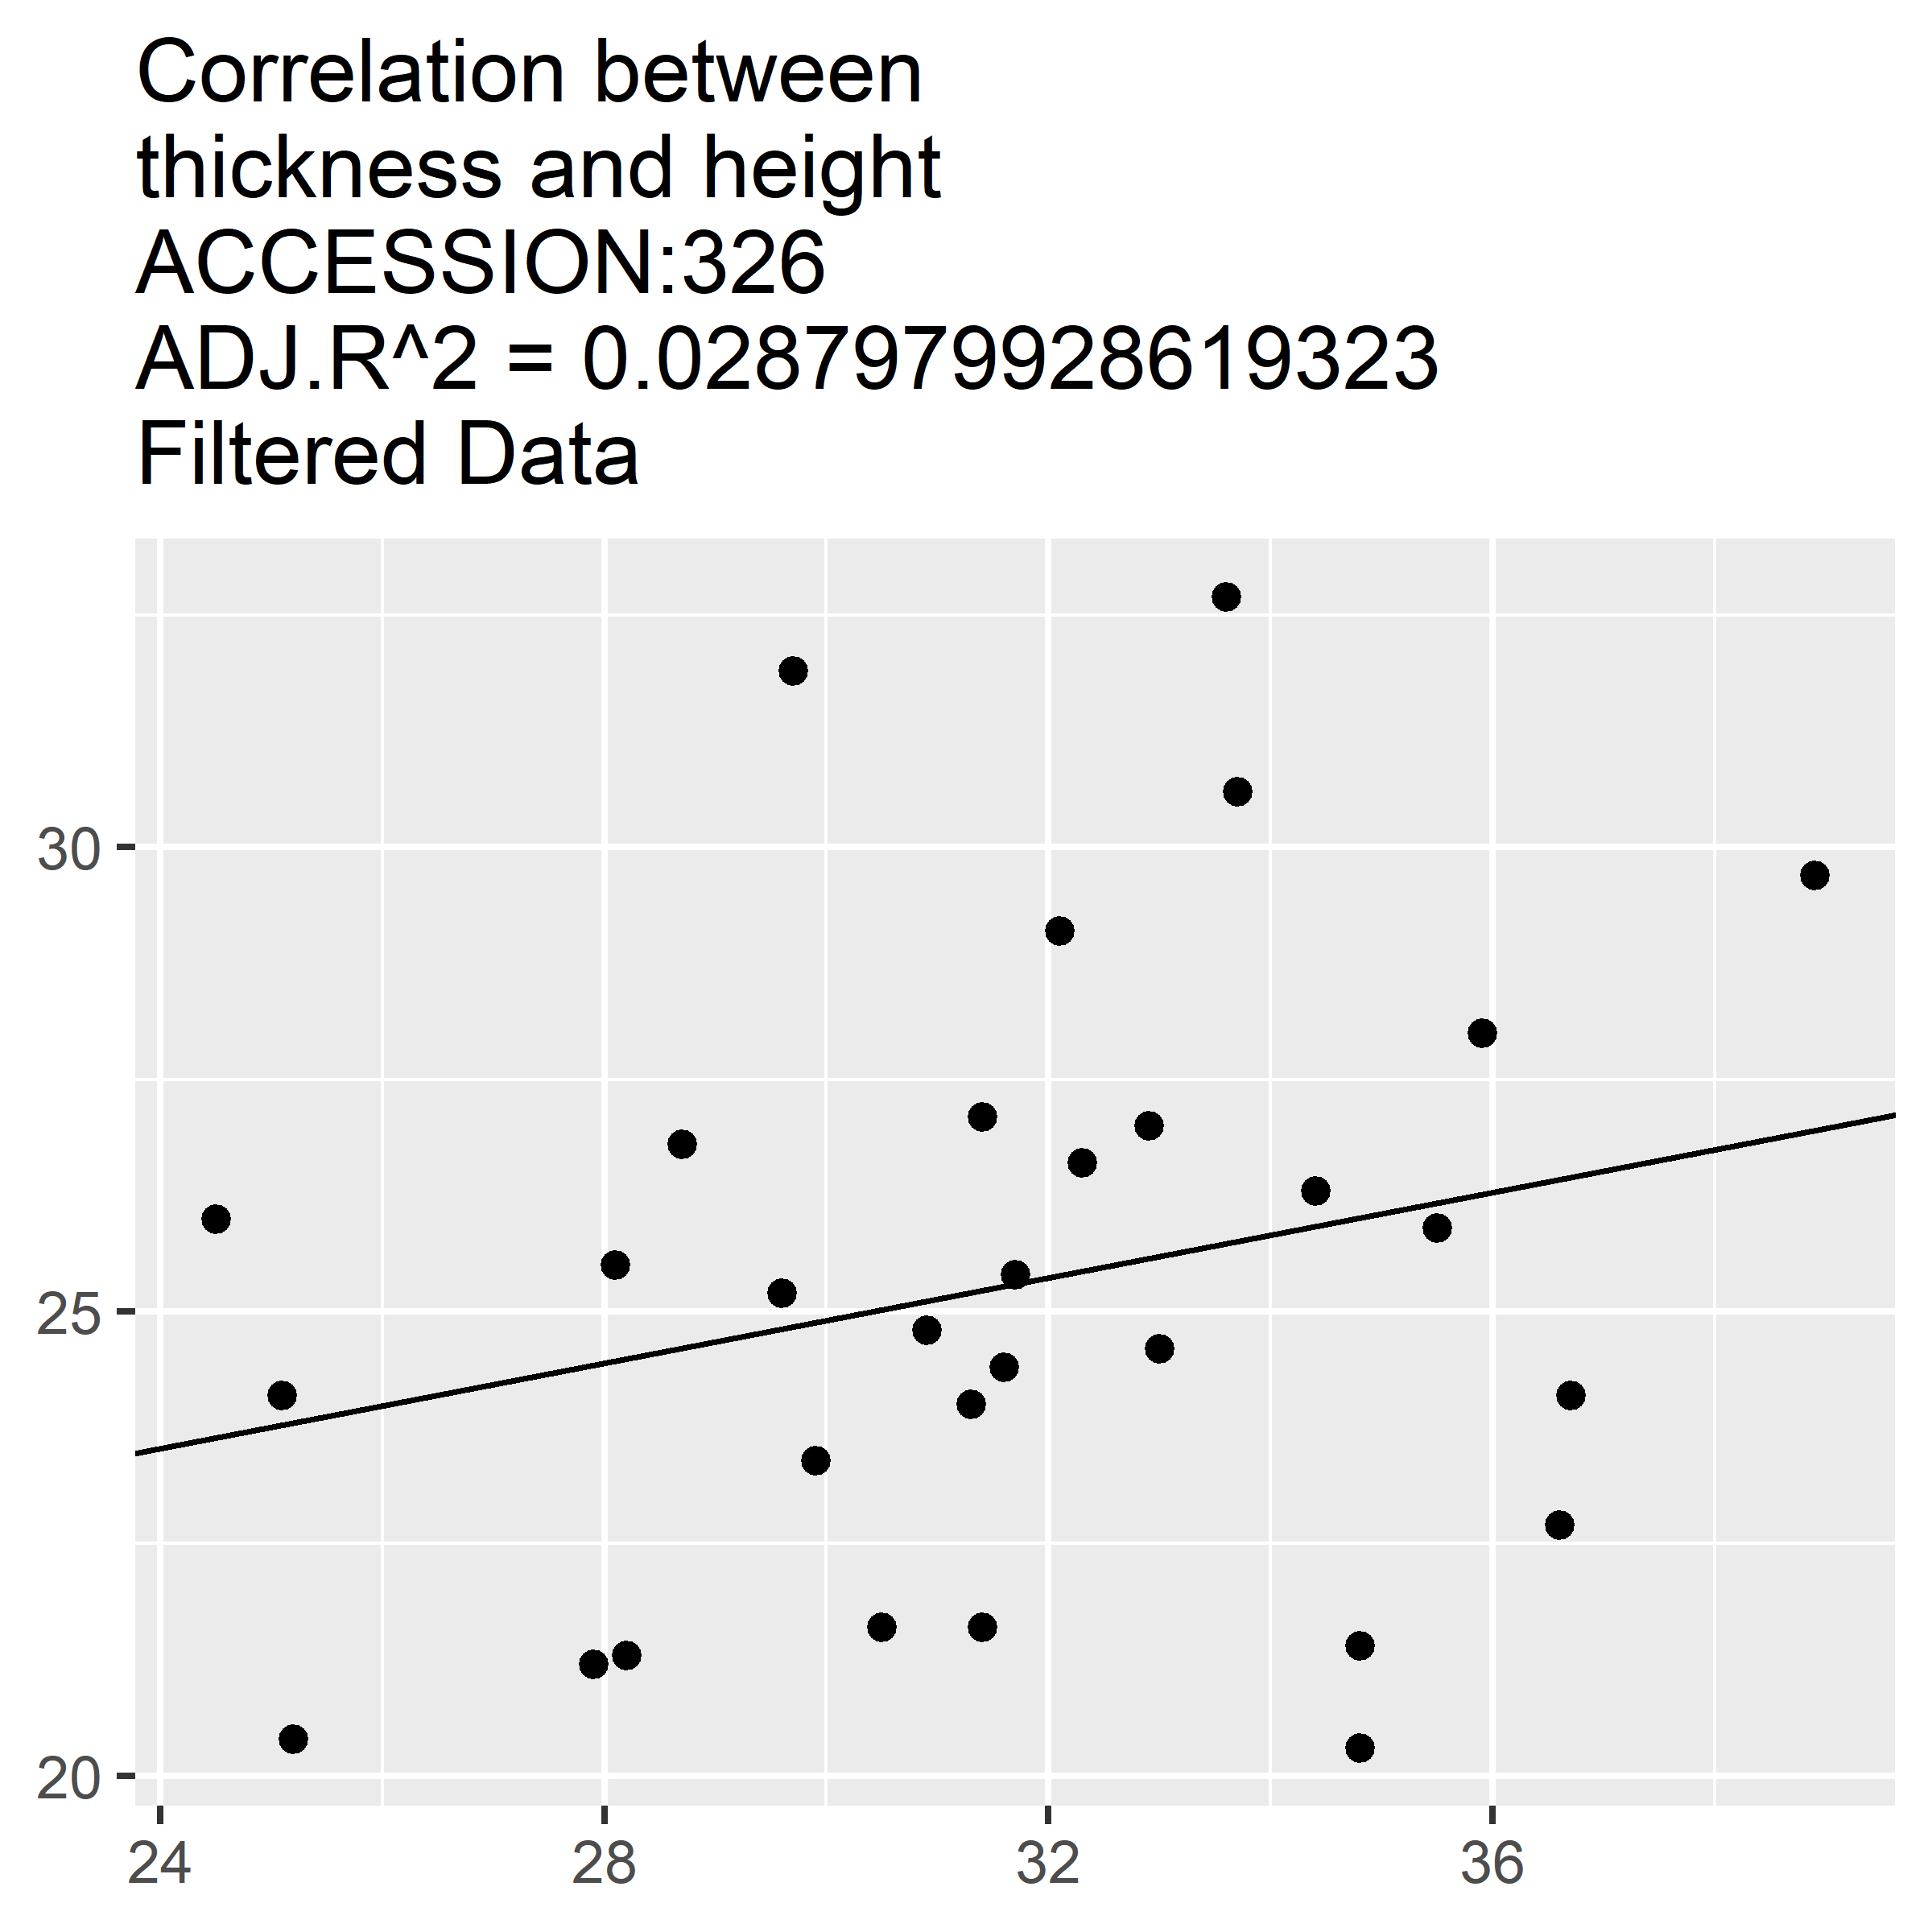 Correlation between
thickness and height
ACCESSION:326
ADJ.R^2 = 0.0287979928619323
Filtered Data
30
25
20
24 28 32 36